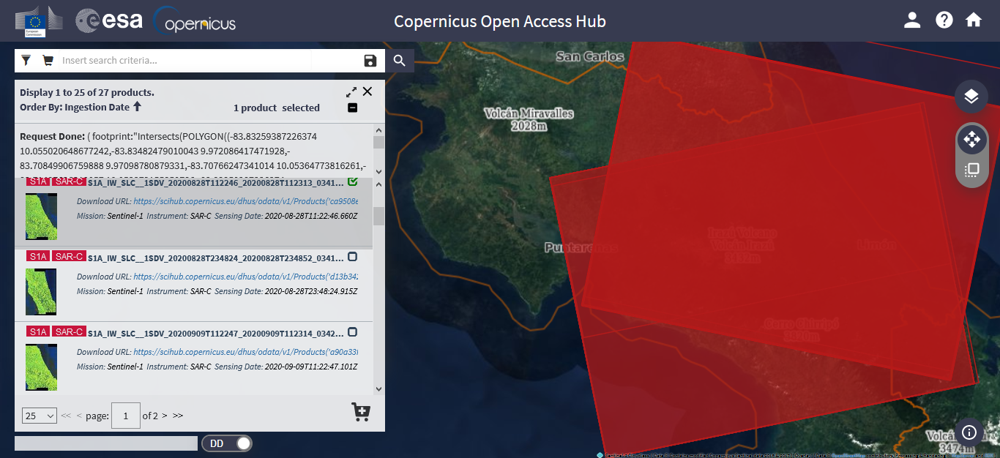 European Commission
esa
opernicus
Copernicus Open Access Hub
Insert search criteria...
Display 1 to 25 of 27 products.
Order By: Ingestion Date
1 product selected
Request Done: ( footprint:"Intersects(POLYGON((-83.83259387226374
10.055020648677242,-83.83482479010043 9.972086417471928,-
83.70849906759888 9.97098780879331,-83.70766247341014 10.05364773816261,-
S1A SAR-C S1A_IW_SLC__1SDV_20200828T112246_20200828T112313_0341...
Download URL: https://scihub.copernicus.eu/dhus/odata/v1/Products('ca9508e
Mission: Sentinel-1 Instrument: SAR-C Sensing Date: 2020-08-28T11:22:46.660Z
S1A SAR-C S1A_IW_SLC__1SDV_20200828T234824_20200828T234852_0341...
Download URL: https://scihub.copernicus.eu/dhus/odata/v1/Products('d13b342
Mission: Sentinel-1 Instrument: SAR-C Sensing Date: 2020-08-28T23:48:24.915Z
S1A SAR-C S1A_IW_SLC__1SDV_20200909T112247_20200909T112314_0342...
Download URL: https://scihub.copernicus.eu/dhus/odata/v1/Products('a90a33f
Mission: Sentinel-1 Instrument: SAR-C Sensing Date: 2020-09-09T11:22:47.101Z
25 << < page: 1 of 2 > >>
DD
San Carlos
Volcán Miravalles
2028m
Puntarenas
Irazú Volcano
Volcán Irazú
3432m
Limón
Cerro Chirripó
3820m
Volcá
3474m